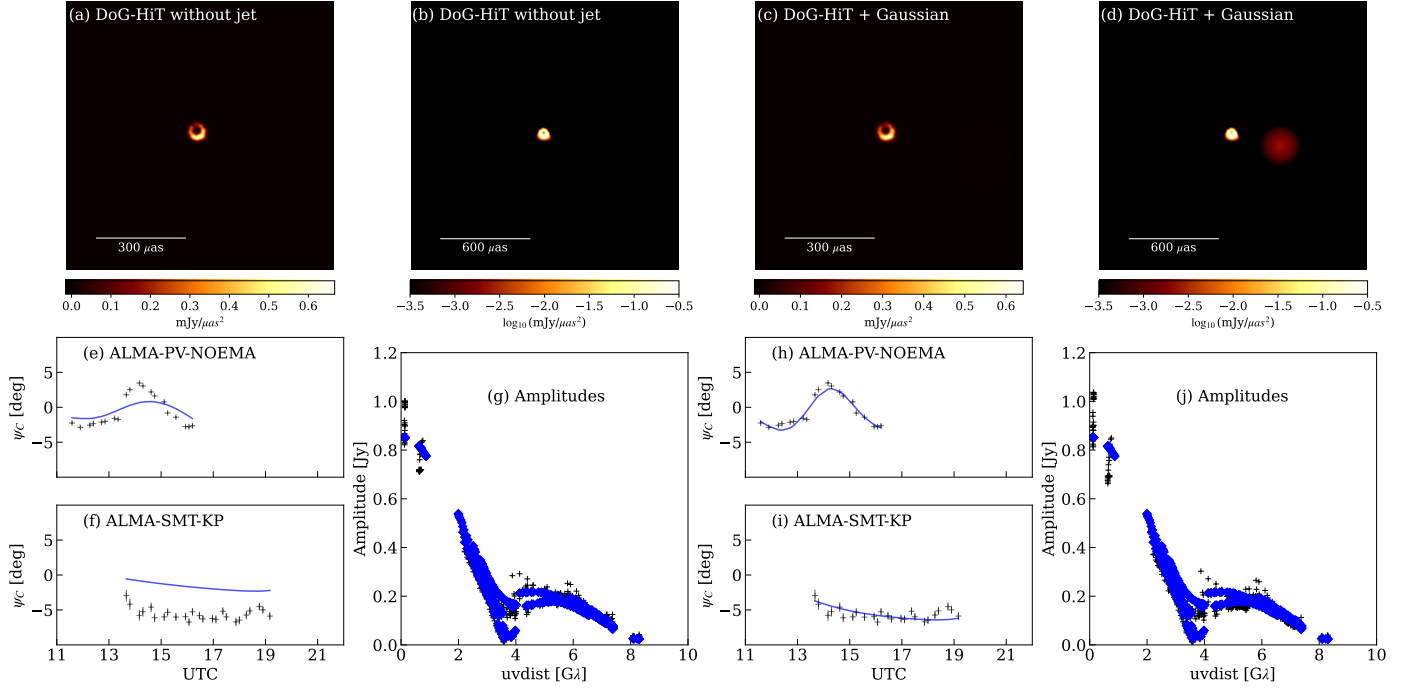 (a) DoG-HiT without jet
(b) DoG-HiT without jet
(c) DoG-HiT + Gaussian
(d) DoG-HiT + Gaussian
300 μas
600 μas
300 μas
600 μas
0.0 0.1 0.2 0.3 0.4 0.5 0.6
mJy/μas²
−3.5 −3.0 −2.5 −2.0 −1.5 −1.0 −0.5
log₁₀(mJy/μas²)
0.0 0.1 0.2 0.3 0.4 0.5 0.6
mJy/μas²
−3.5 −3.0 −2.5 −2.0 −1.5 −1.0 −0.5
log₁₀(mJy/μas²)
(e) ALMA-PV-NOEMA
ψC [deg]
5
0
−5
(f) ALMA-SMT-KP
ψC [deg]
5
0
−5
11 13 15 17 19 21
UTC
(g) Amplitudes
Amplitude [Jy]
1.2
1.0
0.8
0.6
0.4
0.2
0.0
0 2 4 6 8 10
uvdist [Gλ]
(h) ALMA-PV-NOEMA
ψC [deg]
5
0
−5
(i) ALMA-SMT-KP
ψC [deg]
5
0
−5
11 13 15 17 19 21
UTC
(j) Amplitudes
Amplitude [Jy]
1.2
1.0
0.8
0.6
0.4
0.2
0.0
0 2 4 6 8 10
uvdist [Gλ]